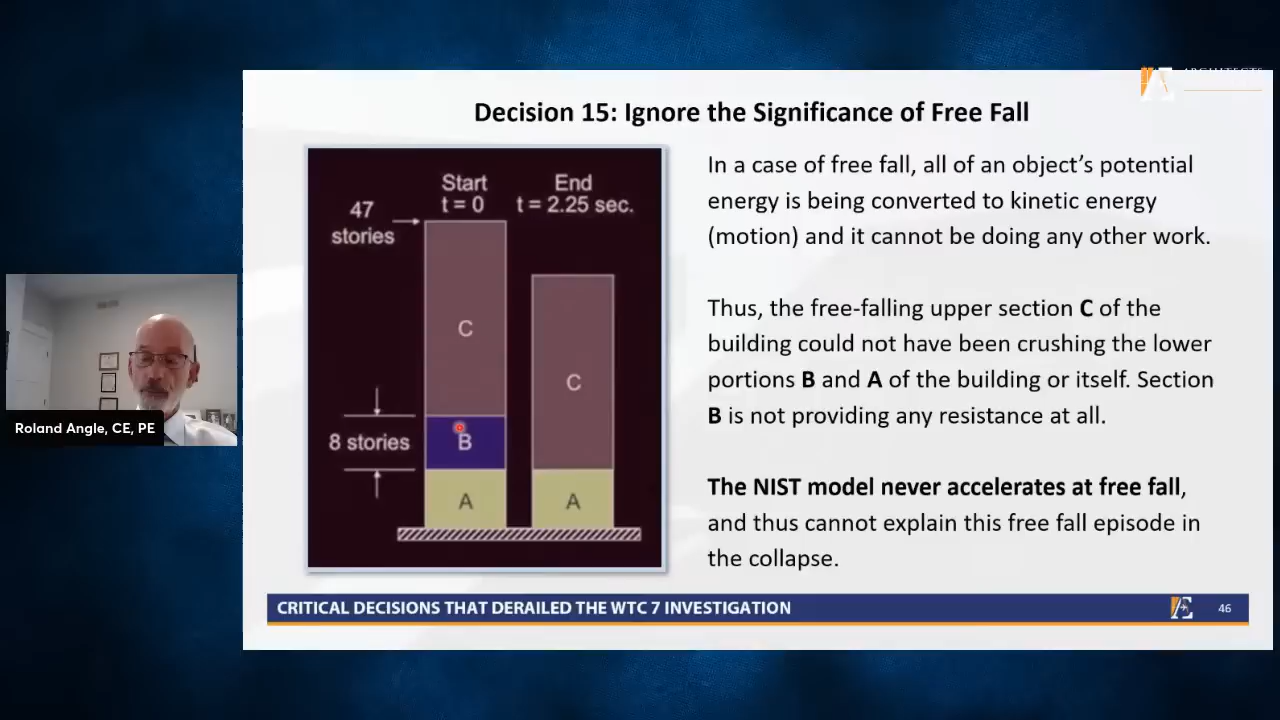 ARCHITECTS
Decision 15: Ignore the Significance of Free Fall
Start
t = 0
End
t = 2.25 sec.
47
stories
C
C
8 stories
B
A
A
In a case of free fall, all of an object’s potential
energy is being converted to kinetic energy
(motion) and it cannot be doing any other work.
Thus, the free-falling upper section C of the
building could not have been crushing the lower
portions B and A of the building or itself. Section
B is not providing any resistance at all.
The NIST model never accelerates at free fall,
and thus cannot explain this free fall episode in
the collapse.
Roland Angle, CE, PE
CRITICAL DECISIONS THAT DERAILED THE WTC 7 INVESTIGATION
46